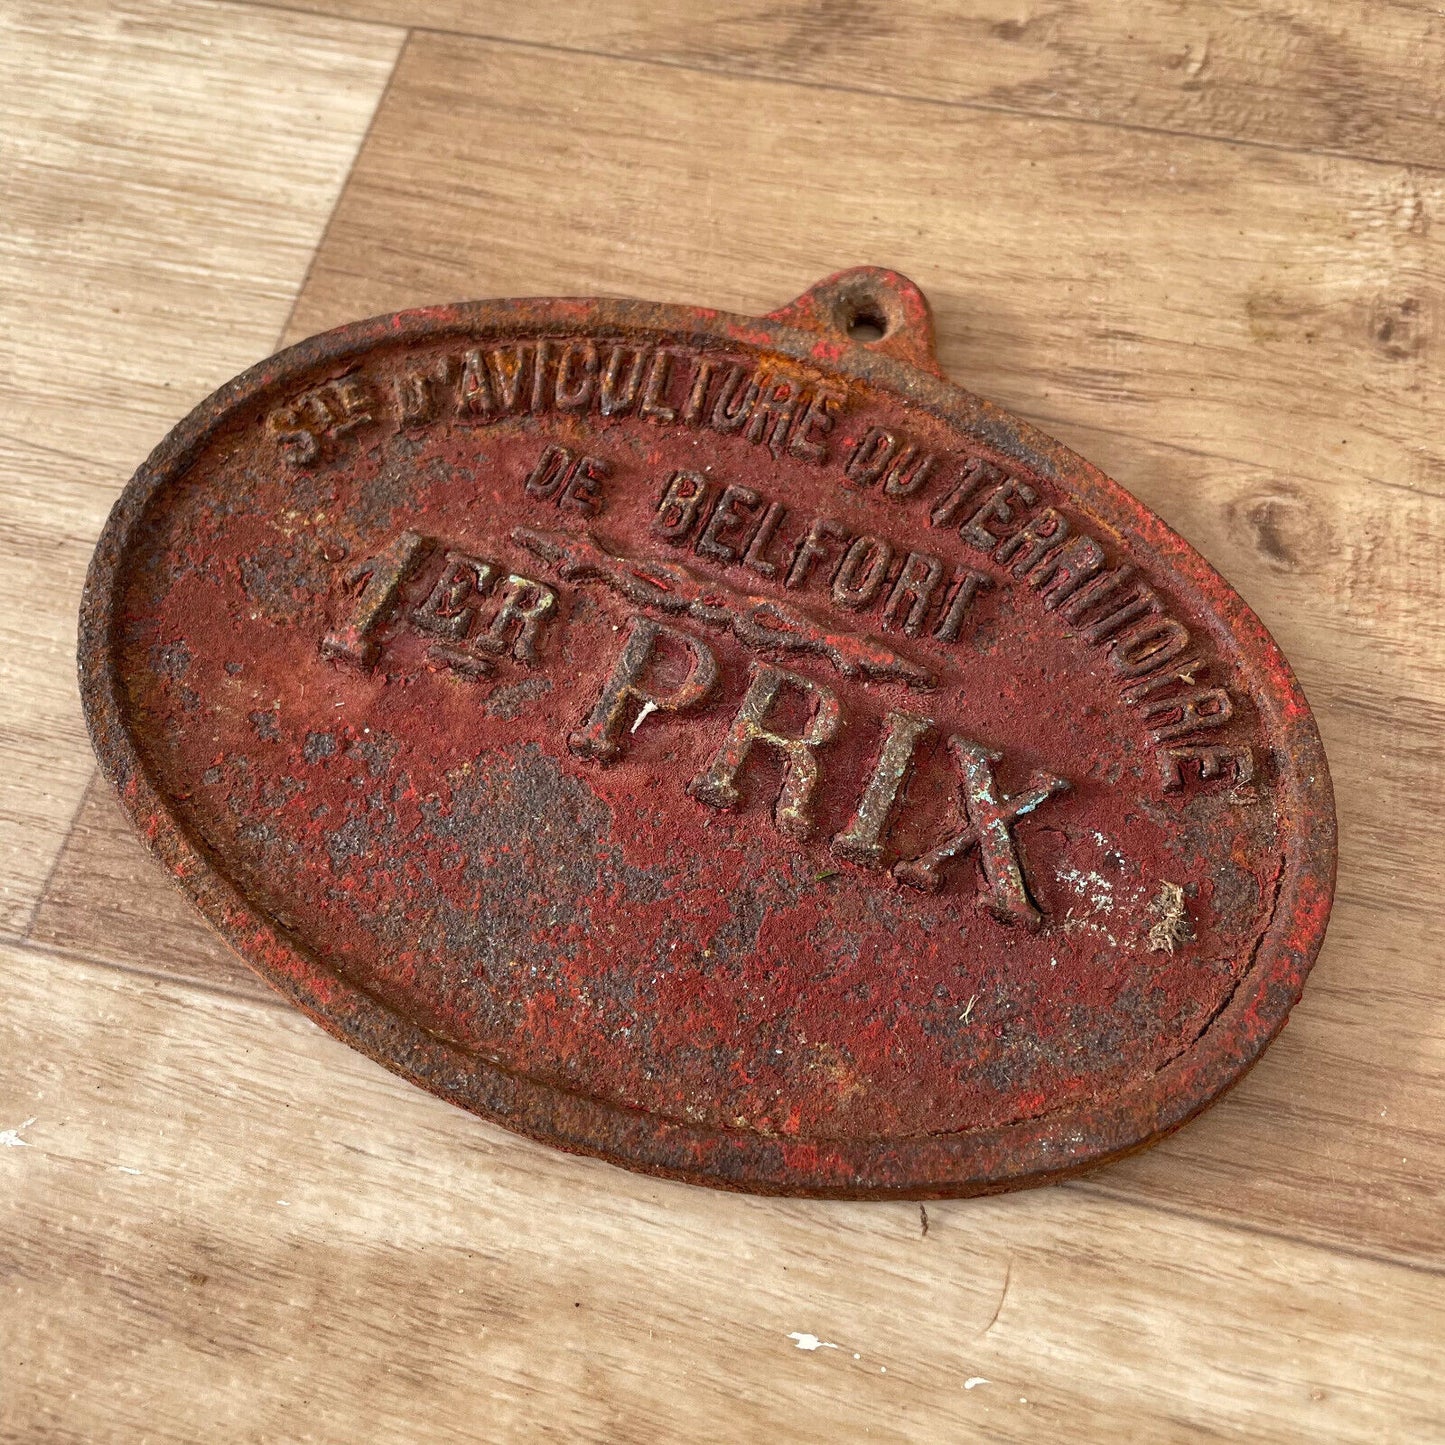 STÉ D'AVICULTURE DU TERRITOIRE
DE BELFORT
1ER PRIX